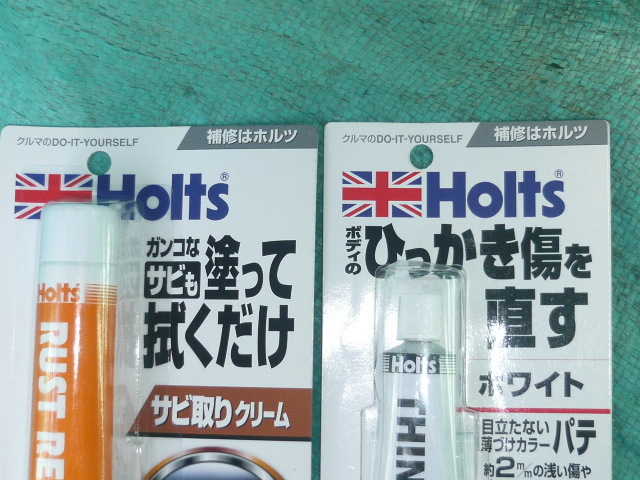 クルマのDO-IT-YOURSELF
補修はホルツ
Holts®
ガンコな
サビも塗って
拭くだけ
サビ取りクリーム
Holts
RUST RE
クルマのDO-IT-YOURSELF
補修はホルツ
Holts®
ボディの
ひっかき傷を
直す
ホワイト
目立たない
薄づけカラーパテ
約2m/mの浅い傷や
Holts
THIN